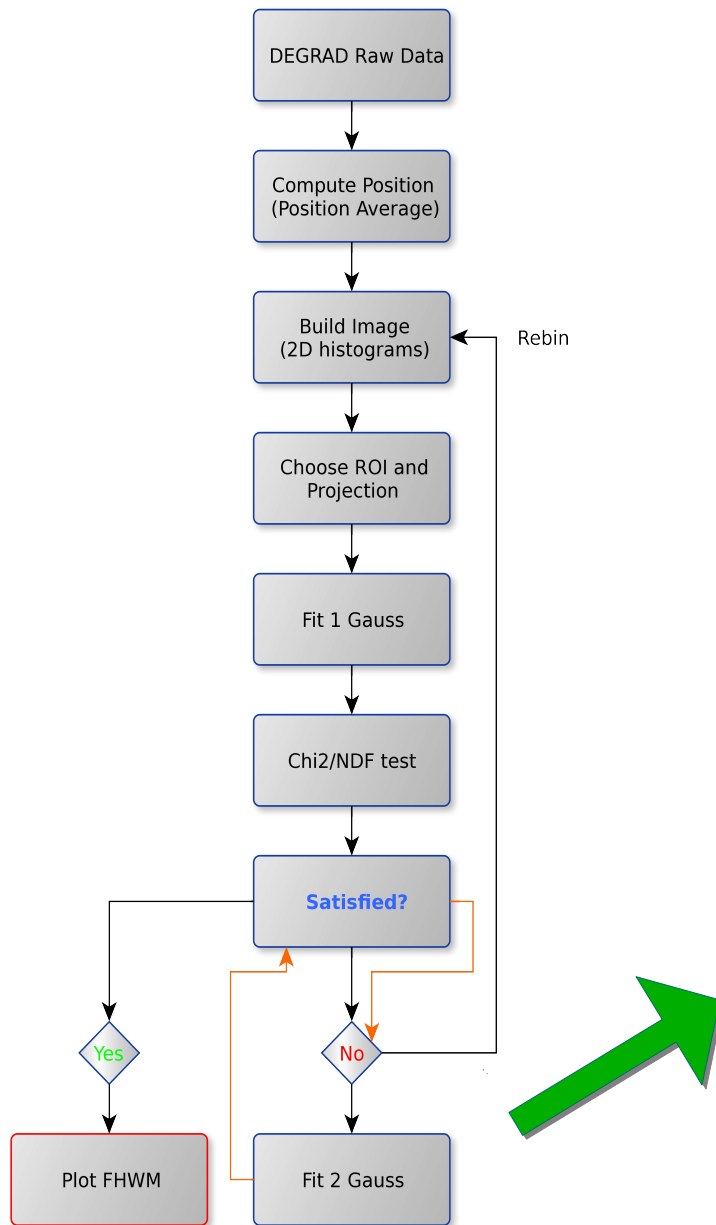 DEGRAD Raw Data
Compute Position
(Position Average)
Build Image
(2D histograms)
Rebin
Choose ROI and
Projection
Fit 1 Gauss
Chi2/NDF test
Satisfied?
Yes
No
Plot FHWM
Fit 2 Gauss